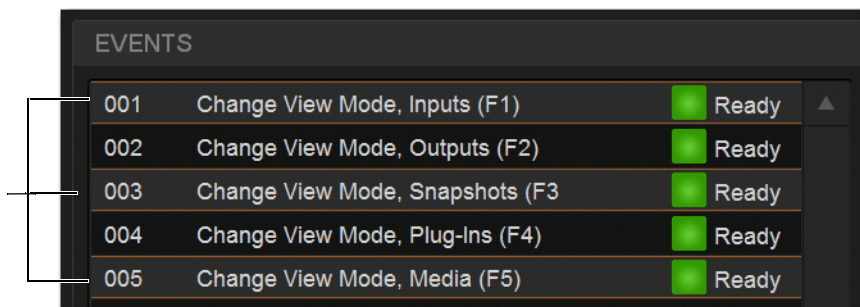 EVENTS
001 Change View Mode, Inputs (F1) Ready
002 Change View Mode, Outputs (F2) Ready
003 Change View Mode, Snapshots (F3 Ready
004 Change View Mode, Plug-Ins (F4) Ready
005 Change View Mode, Media (F5) Ready